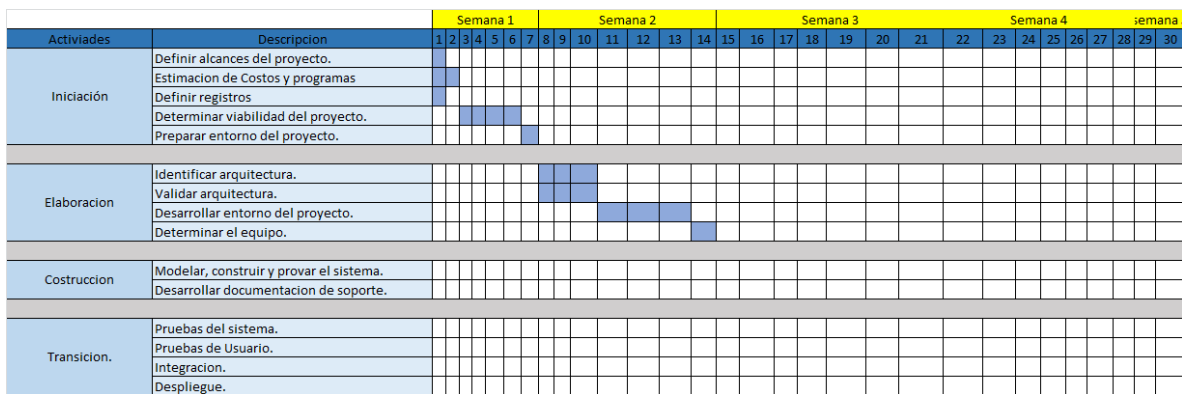 Semana 1 Semana 2 Semana 3 Semana 4 semana
Activiades Descripcion 1 2 3 4 5 6 7 8 9 10 11 12 13 14 15 16 17 18 19 20 21 22 23 24 25 26 27 28 29 30
Definir alcances del proyecto.
Estimacion de Costos y programas
Iniciación Definir registros
Determinar viabilidad del proyecto.
Preparar entorno del proyecto.
Identificar arquitectura.
Validar arquitectura.
Elaboracion
Desarrollar entorno del proyecto.
Determinar el equipo.
Costruccion
Modelar, construir y provar el sistema.
Desarrollar documentacion de soporte.
Pruebas del sistema.
Pruebas de Usuario.
Transicion.
Integracion.
Despliegue.